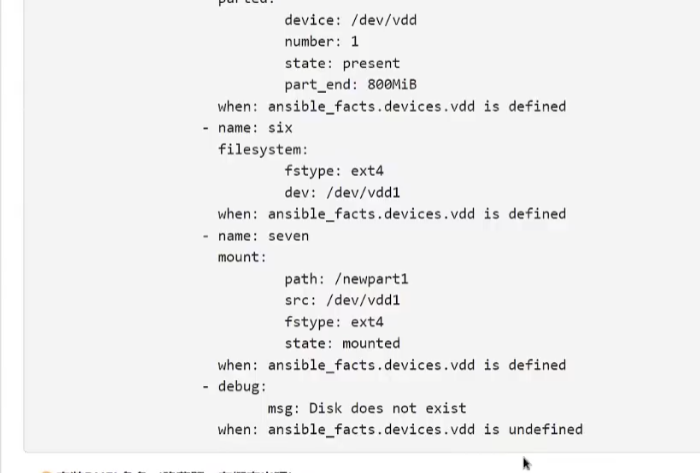 device: /dev/vdd
number: 1
state: present
part_end: 800MiB
when: ansible_facts.devices.vdd is defined
- name: six
filesystem:
fstype: ext4
dev: /dev/vdd1
when: ansible_facts.devices.vdd is defined
- name: seven
mount:
path: /newpart1
src: /dev/vdd1
fstype: ext4
state: mounted
when: ansible_facts.devices.vdd is defined
- debug:
msg: Disk does not exist
when: ansible_facts.devices.vdd is undefined